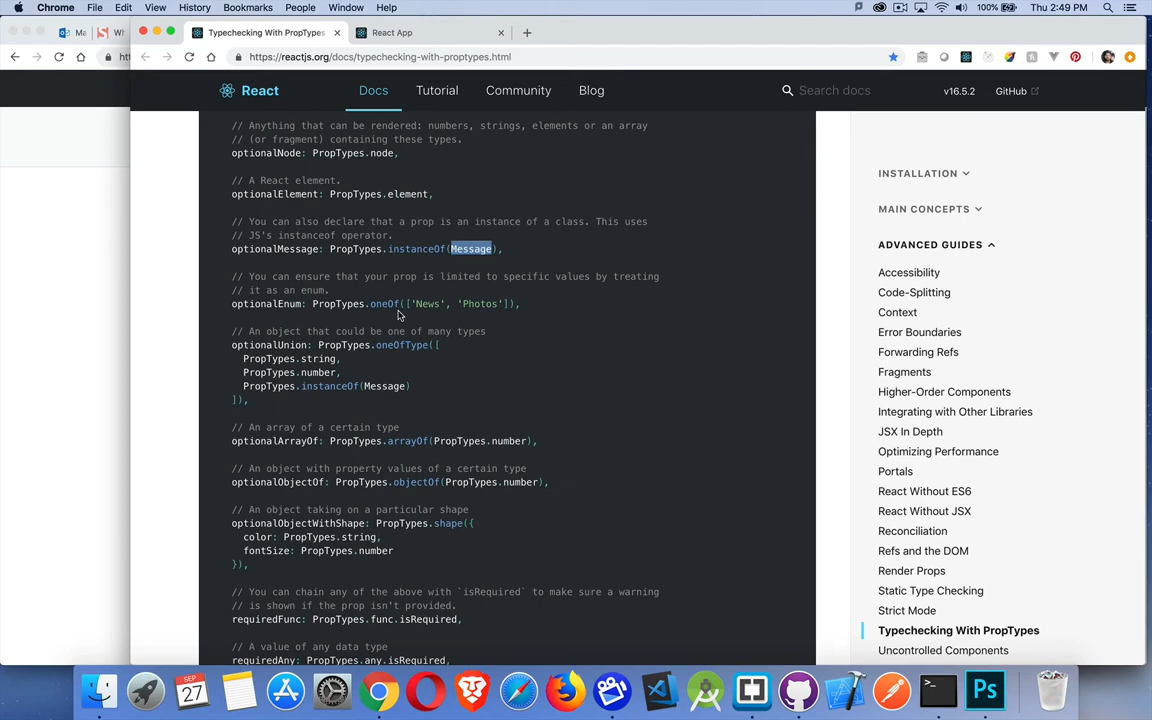 Chrome File Edit View History Bookmarks People Window Help 100% Thu 2:49 PM
Ma Wh Typechecking With PropTypes React App
htt https://reactjs.org/docs/typechecking-with-proptypes.html
React Docs Tutorial Community Blog Search docs v16.5.2 GitHub
// Anything that can be rendered: numbers, strings, elements or an array
// (or fragment) containing these types.
optionalNode: PropTypes.node,
// A React element.
optionalElement: PropTypes.element,
// You can also declare that a prop is an instance of a class. This uses
// JS's instanceof operator.
optionalMessage: PropTypes.instanceOf(Message),
// You can ensure that your prop is limited to specific values by treating
// it as an enum.
optionalEnum: PropTypes.oneOf(['News', 'Photos']),
// An object that could be one of many types
optionalUnion: PropTypes.oneOfType([
PropTypes.string,
PropTypes.number,
PropTypes.instanceOf(Message)
]),
// An array of a certain type
optionalArrayOf: PropTypes.arrayOf(PropTypes.number),
// An object with property values of a certain type
optionalObjectOf: PropTypes.objectOf(PropTypes.number),
// An object taking on a particular shape
optionalObjectWithShape: PropTypes.shape({
color: PropTypes.string,
fontSize: PropTypes.number
}),
// You can chain any of the above with `isRequired` to make sure a warning
// is shown if the prop isn't provided.
requiredFunc: PropTypes.func.isRequired,
// A value of any data type
requiredAny: PropTypes.any.isRequired,
INSTALLATION
MAIN CONCEPTS
ADVANCED GUIDES
Accessibility
Code-Splitting
Context
Error Boundaries
Forwarding Refs
Fragments
Higher-Order Components
Integrating with Other Libraries
JSX In Depth
Optimizing Performance
Portals
React Without ES6
React Without JSX
Reconciliation
Refs and the DOM
Render Props
Static Type Checking
Strict Mode
Typechecking With PropTypes
Uncontrolled Components
SEP
27
>_
Ps